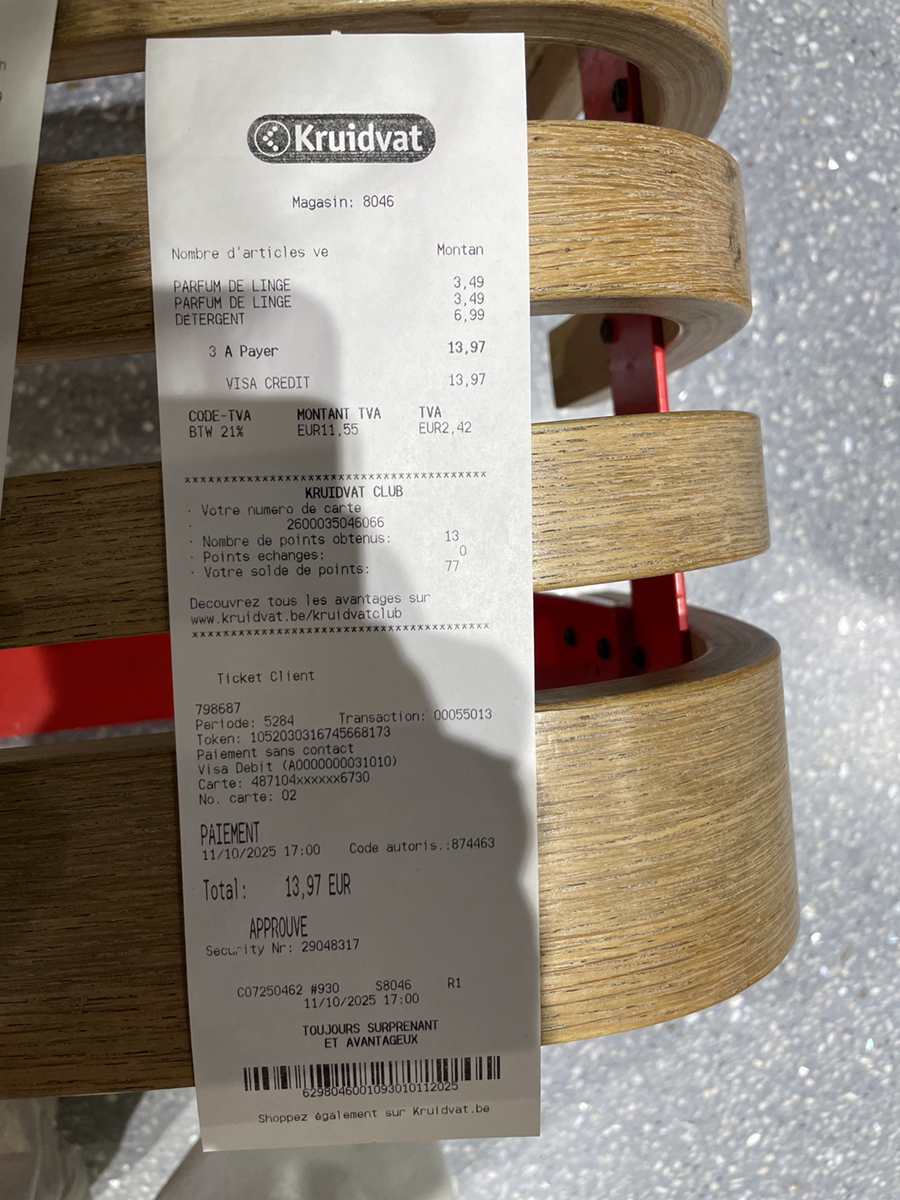 Kruidvat
Magasin: 8046
Nombre d'articles ve Montan
PARFUM DE LINGE 3,49
PARFUM DE LINGE 3,49
DETERGENT 6,99
3 A Payer 13,97
VISA CREDIT 13,97
CODE-TVA MONTANT TVA TVA
BTW 21% EUR11,55 EUR2,42
***************************************
KRUIDVAT CLUB
· Votre numero de carte
· 2600035046066
· Nombre de points obtenus: 13
· Points echanges: 0
· Votre solde de points: 77
Decouvrez tous les avantages sur
www.kruidvat.be/kruidvatclub
***************************************
Ticket Client
798687
Periode: 5284 Transaction: 00055013
Token: 1052030316745668173
Paiement sans contact
Visa Debit (A0000000031010)
Carte: 487104xxxxxx6730
No. carte: 02
PAIEMENT
11/10/2025 17:00 Code autoris.:874463
Total: 13,97 EUR
APPROUVE
Security Nr: 29048317
C07250462 #930 S8046 R1
11/10/2025 17:00
TOUJOURS SURPRENANT
ET AVANTAGEUX
6298046001093010112025
Shoppez également sur Kruidvat.be